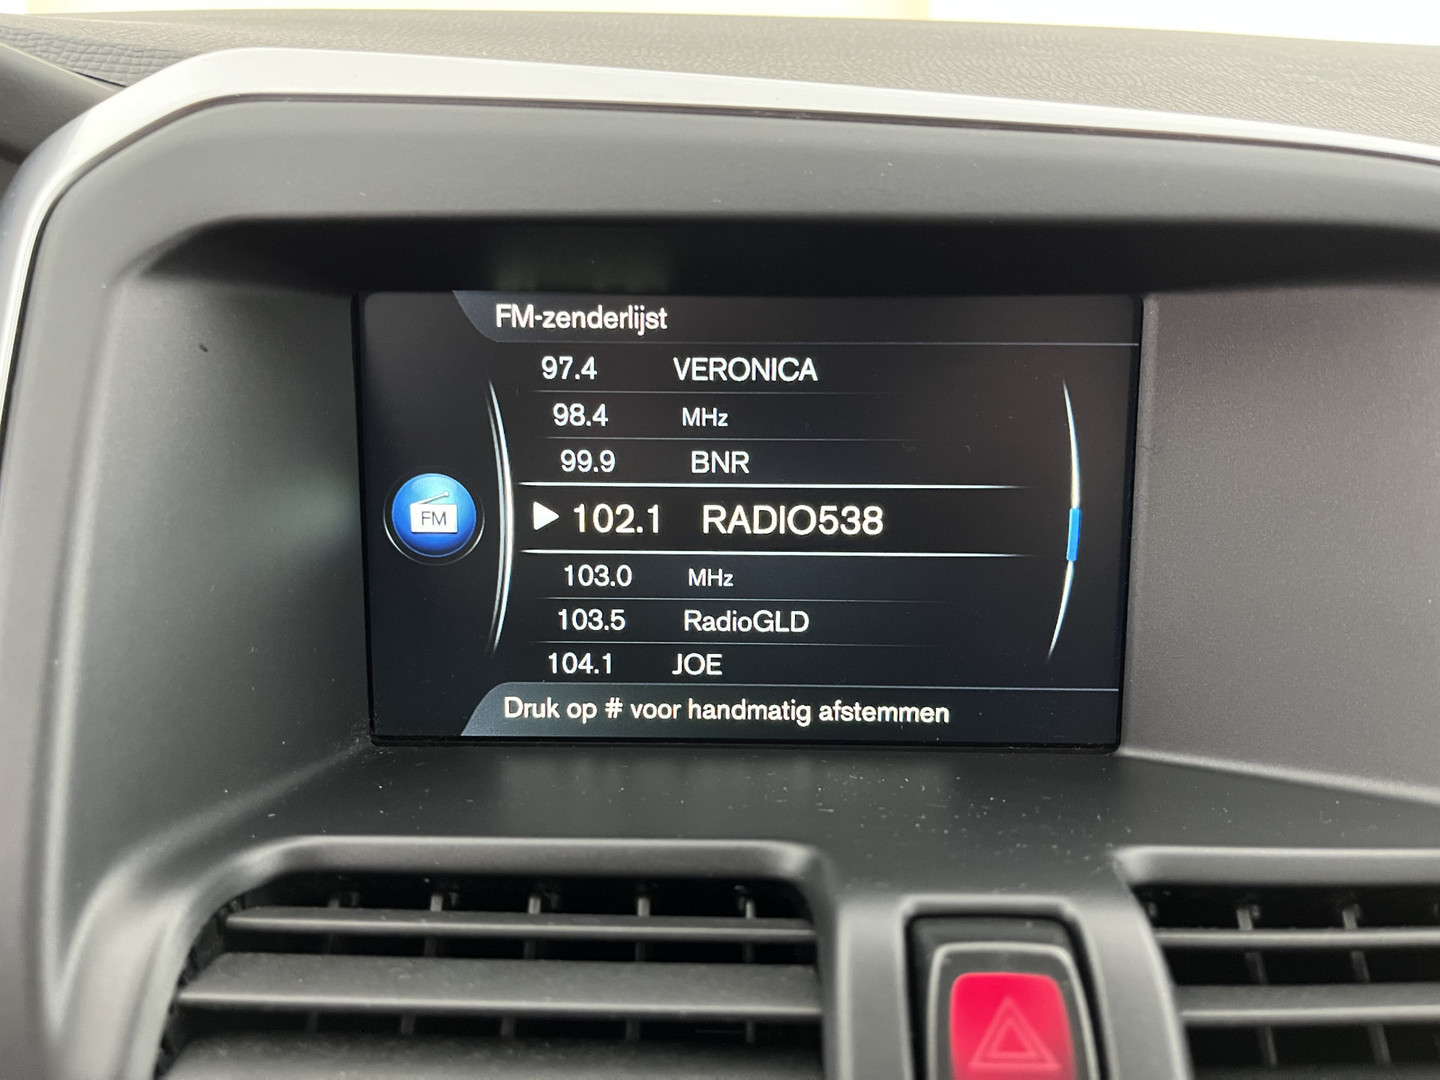 FM-zenderlijst
97.4 VERONICA
98.4 MHz
99.9 BNR
FM
102.1 RADIO538
103.0 MHz
103.5 RadioGLD
104.1 JOE
Druk op # voor handmatig afstemmen